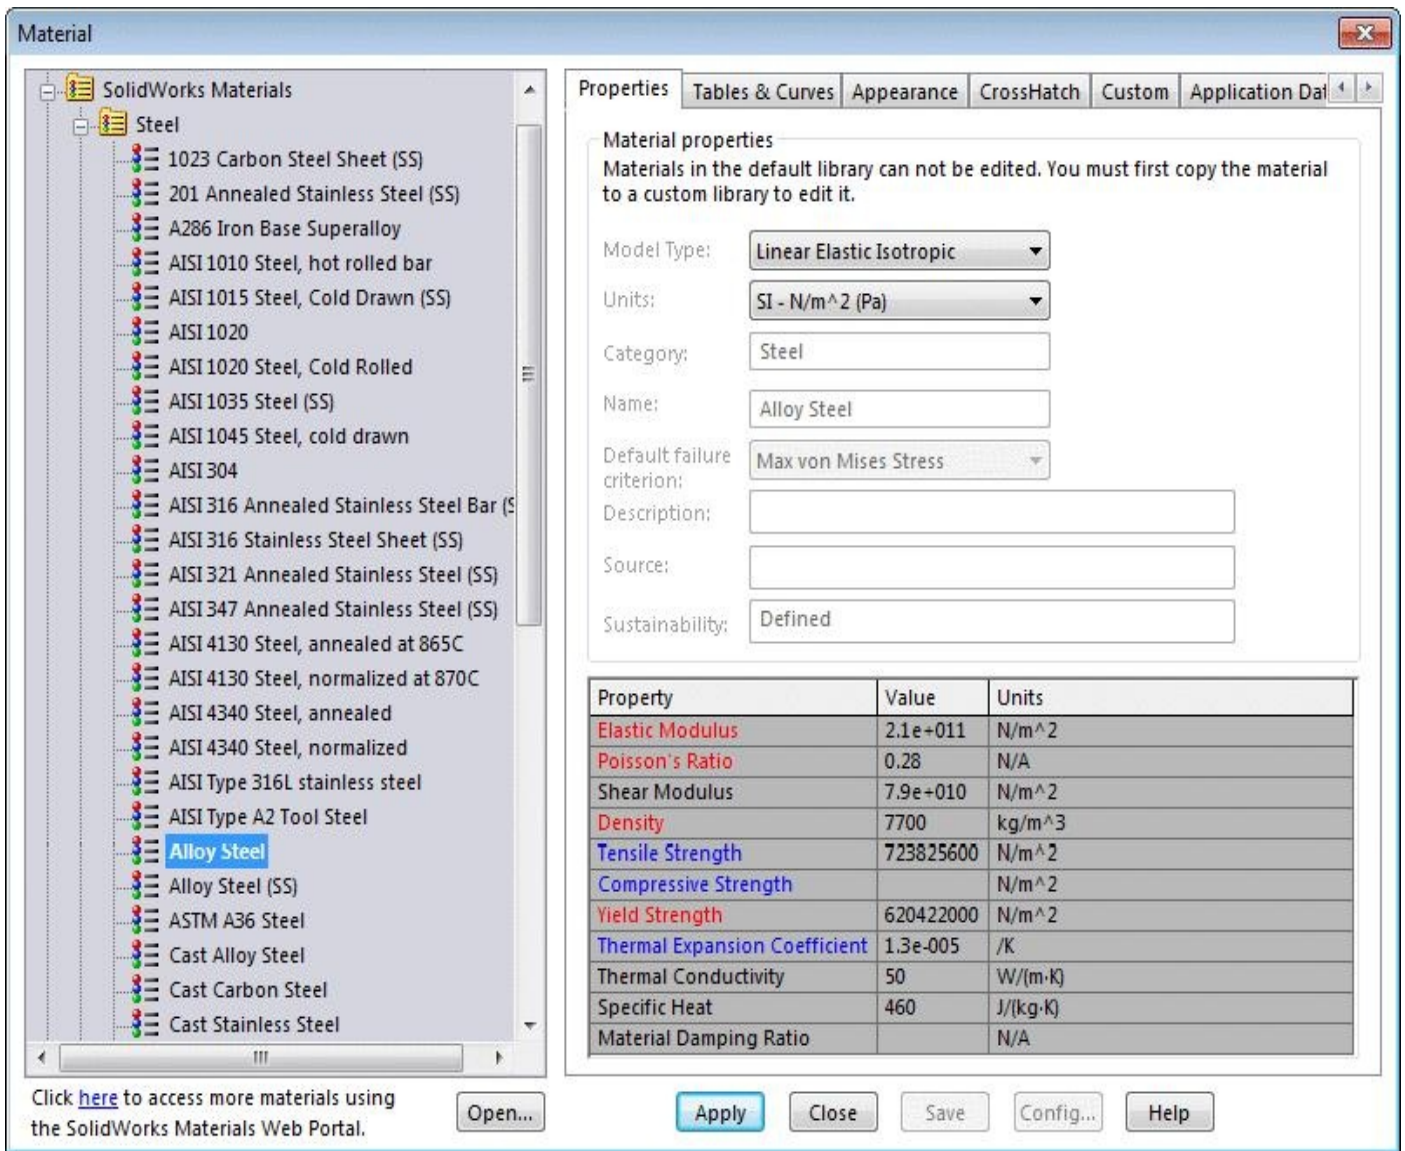 Material
SolidWorks Materials
Steel
1023 Carbon Steel Sheet (SS)
201 Annealed Stainless Steel (SS)
A286 Iron Base Superalloy
AISI 1010 Steel, hot rolled bar
AISI 1015 Steel, Cold Drawn (SS)
AISI 1020
AISI 1020 Steel, Cold Rolled
AISI 1035 Steel (SS)
AISI 1045 Steel, cold drawn
AISI 304
AISI 316 Annealed Stainless Steel Bar (S
AISI 316 Stainless Steel Sheet (SS)
AISI 321 Annealed Stainless Steel (SS)
AISI 347 Annealed Stainless Steel (SS)
AISI 4130 Steel, annealed at 865C
AISI 4130 Steel, normalized at 870C
AISI 4340 Steel, annealed
AISI 4340 Steel, normalized
AISI Type 316L stainless steel
AISI Type A2 Tool Steel
Alloy Steel
Alloy Steel (SS)
ASTM A36 Steel
Cast Alloy Steel
Cast Carbon Steel
Cast Stainless Steel
Click here to access more materials using
the SolidWorks Materials Web Portal.
Open...
Properties Tables & Curves Appearance CrossHatch Custom Application Dat
Material properties
Materials in the default library can not be edited. You must first copy the material
to a custom library to edit it.
Model Type: Linear Elastic Isotropic
Units: SI - N/m^2 (Pa)
Category: Steel
Name: Alloy Steel
Default failure
criterion: Max von Mises Stress
Description:
Source:
Sustainability: Defined
Property Value Units
Elastic Modulus 2.1e+011 N/m^2
Poisson's Ratio 0.28 N/A
Shear Modulus 7.9e+010 N/m^2
Density 7700 kg/m^3
Tensile Strength 723825600 N/m^2
Compressive Strength N/m^2
Yield Strength 620422000 N/m^2
Thermal Expansion Coefficient 1.3e-005 /K
Thermal Conductivity 50 W/(m·K)
Specific Heat 460 J/(kg·K)
Material Damping Ratio N/A
Apply Close Save Config... Help